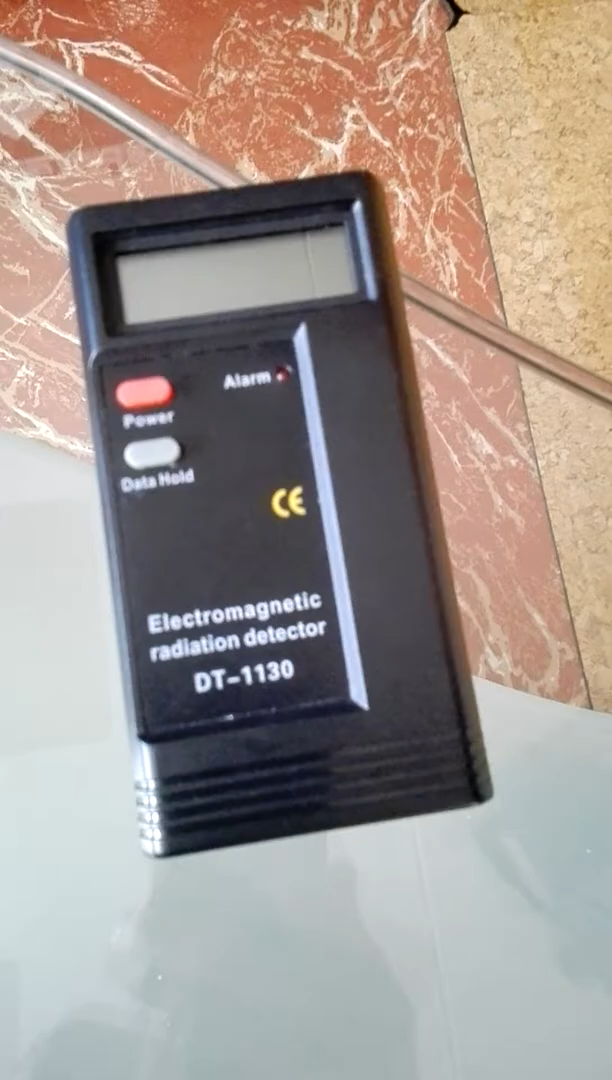 Alarm
Power
Data Hold
CE
Electromagnetic
radiation detector
DT-1130